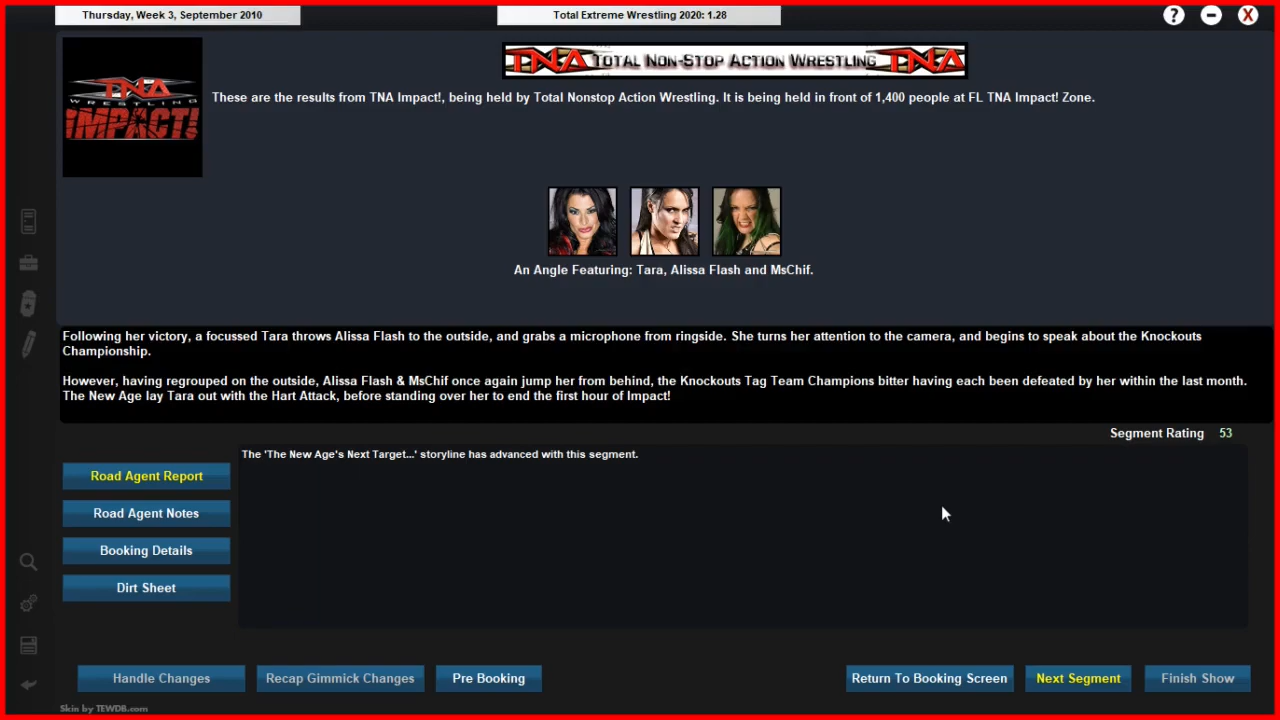 Thursday, Week 3, September 2010
Total Extreme Wrestling 2020: 1.28
?
X
TNA TOTAL NON-STOP ACTION WRESTLING TNA
TNA
WRESTLING
iMPACT!
These are the results from TNA Impact!, being held by Total Nonstop Action Wrestling. It is being held in front of 1,400 people at FL TNA Impact! Zone.
An Angle Featuring: Tara, Alissa Flash and MsChif.
Following her victory, a focussed Tara throws Alissa Flash to the outside, and grabs a microphone from ringside. She turns her attention to the camera, and begins to speak about the Knockouts
Championship.
However, having regrouped on the outside, Alissa Flash & MsChif once again jump her from behind, the Knockouts Tag Team Champions bitter having each been defeated by her within the last month.
The New Age lay Tara out with the Hart Attack, before standing over her to end the first hour of Impact!
Segment Rating 53
Road Agent Report
Road Agent Notes
Booking Details
Dirt Sheet
The 'The New Age's Next Target...' storyline has advanced with this segment.
Handle Changes
Recap Gimmick Changes
Pre Booking
Return To Booking Screen
Next Segment
Finish Show
Skin by TEWDB.com